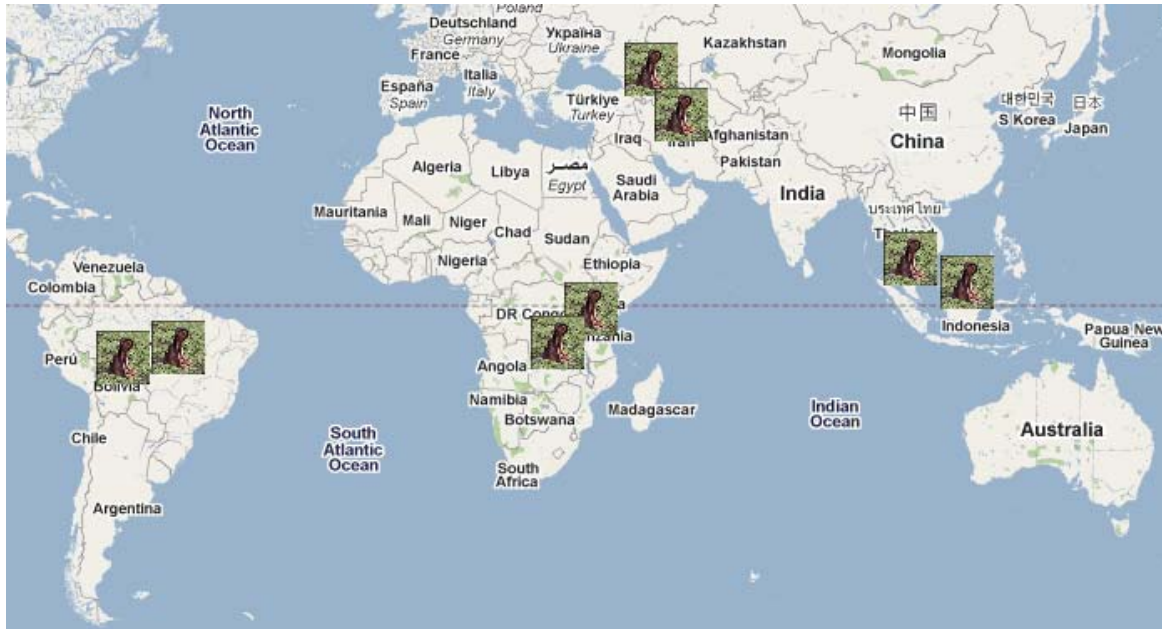 Poland
Deutschland
Germany
Україна
Ukraine
Kazakhstan
Mongolia
France
Italia
Italy
España
Spain
Türkiye
Turkey
North
Atlantic
Ocean
中国
China
대한민국
S Korea
日本
Japan
Iraq
Iran
Afghanistan
Pakistan
Algeria
Libya
مصر
Egypt
Saudi
Arabia
India
ประเทศไทย
Thailand
Mauritania
Mali
Niger
Chad
Sudan
Nigeria
Ethiopia
Venezuela
Colombia
DR Congo
Perú
Bolivia
Angola
Namibia
Botswana
Madagascar
Indonesia
Papua New
Guinea
Indian
Ocean
Australia
Chile
South
Atlantic
Ocean
South
Africa
Argentina